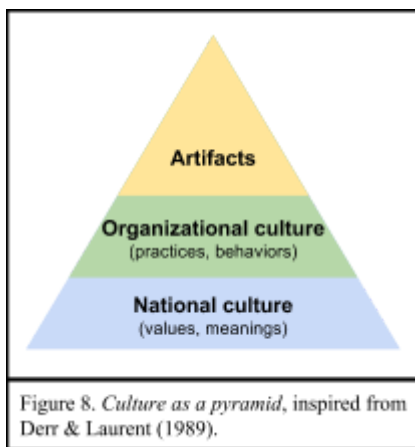 Artifacts
Organizational culture
(practices, behaviors)
National culture
(values, meanings)
Figure 8. Culture as a pyramid, inspired from
Derr & Laurent (1989).